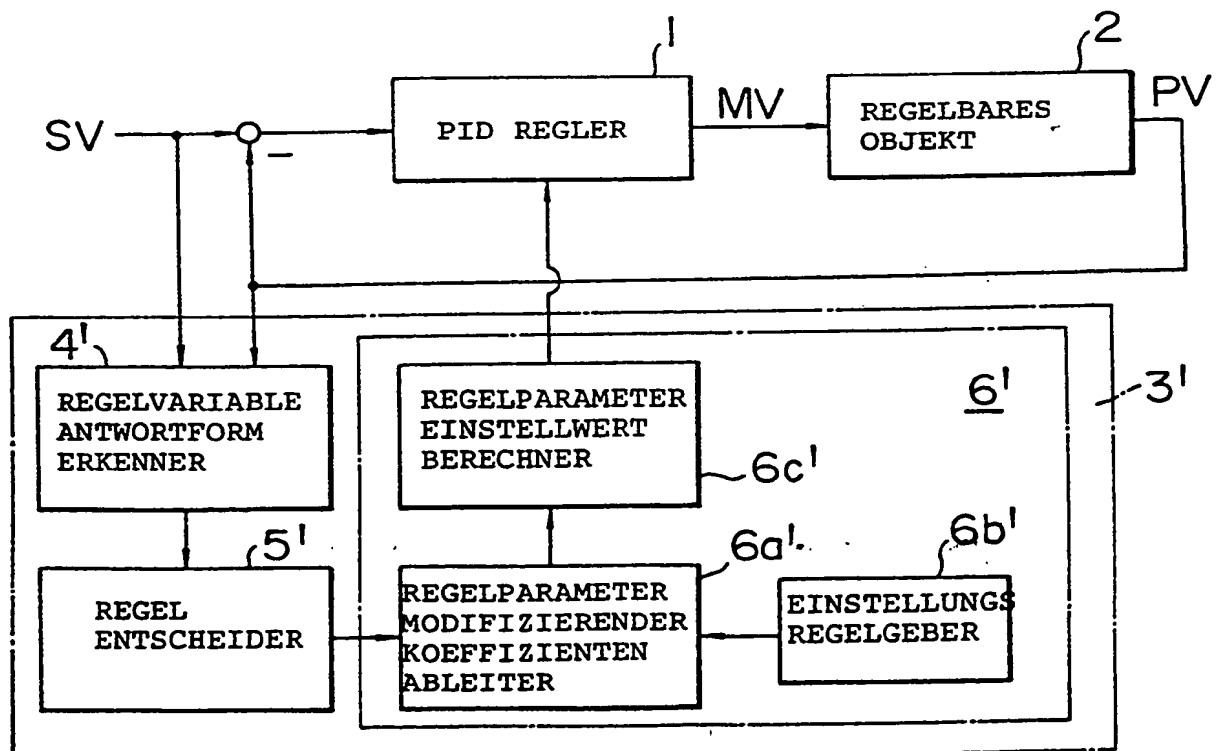 1
2
SV
−
PID REGLER
MV
REGELBARES
OBJEKT
PV
4'
REGELVARIABLE
ANTWORTFORM
ERKENNER
REGELPARAMETER
EINSTELLWERT
BERECHNER
6'
3'
6c'
5'
REGEL
ENTSCHEIDER
6a'
REGELPARAMETER
MODIFIZIERENDER
KOEFFIZIENTEN
ABLEITER
6b'
EINSTELLUNGS
REGELGEBER